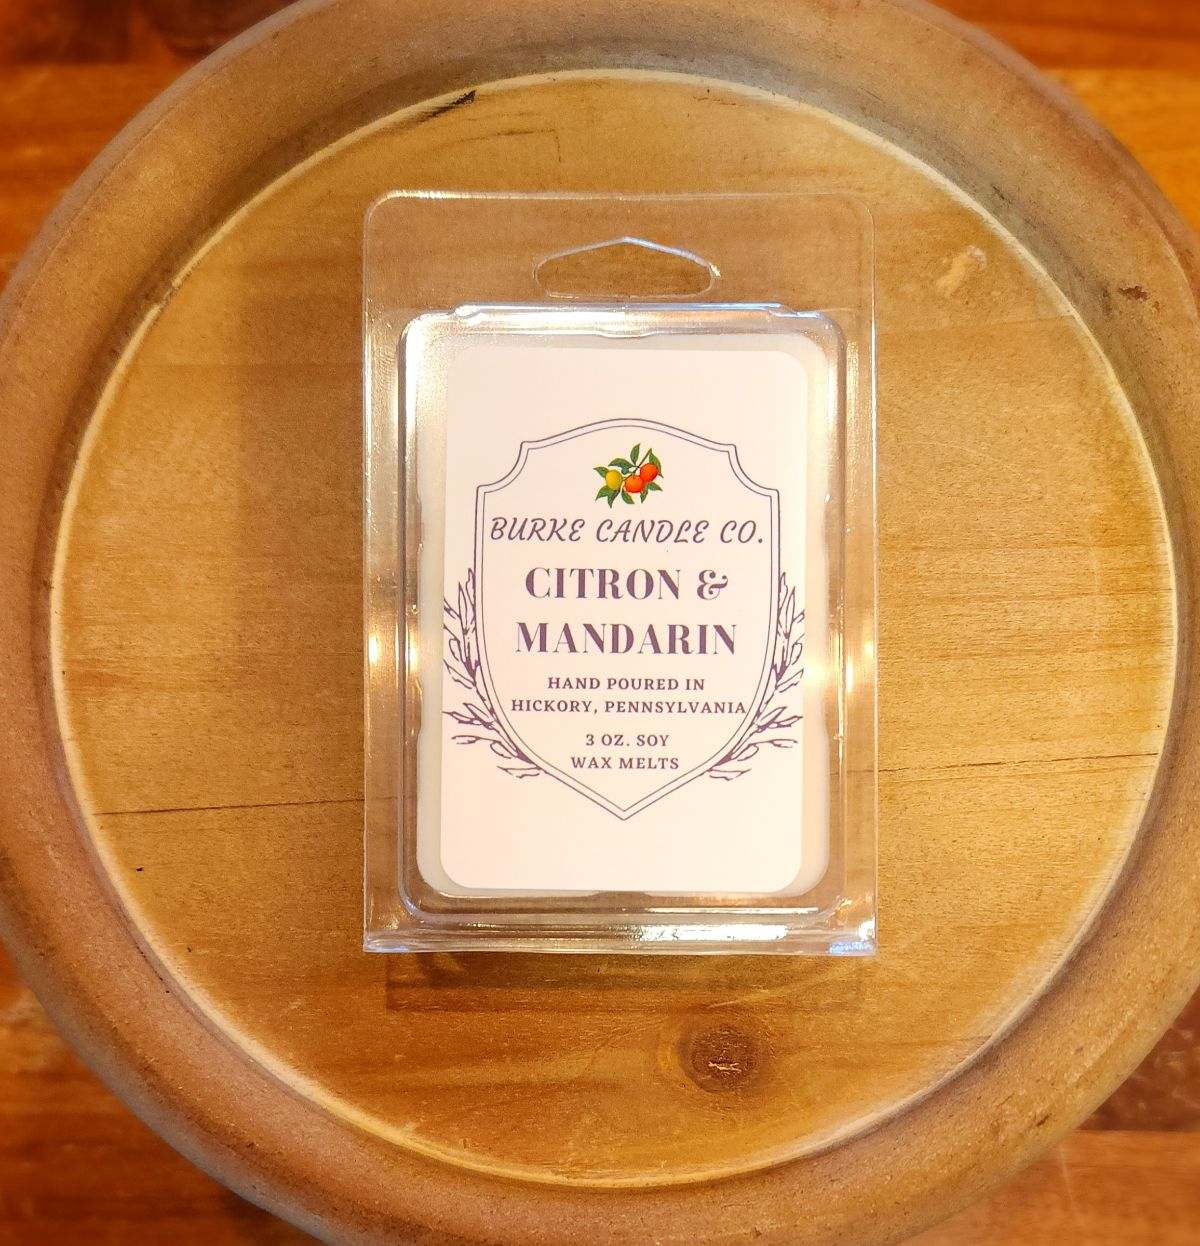 BURKE CANDLE CO.
CITRON &
MANDARIN
HAND POURED IN
HICKORY, PENNSYLVANIA
3 OZ. SOY
WAX MELTS